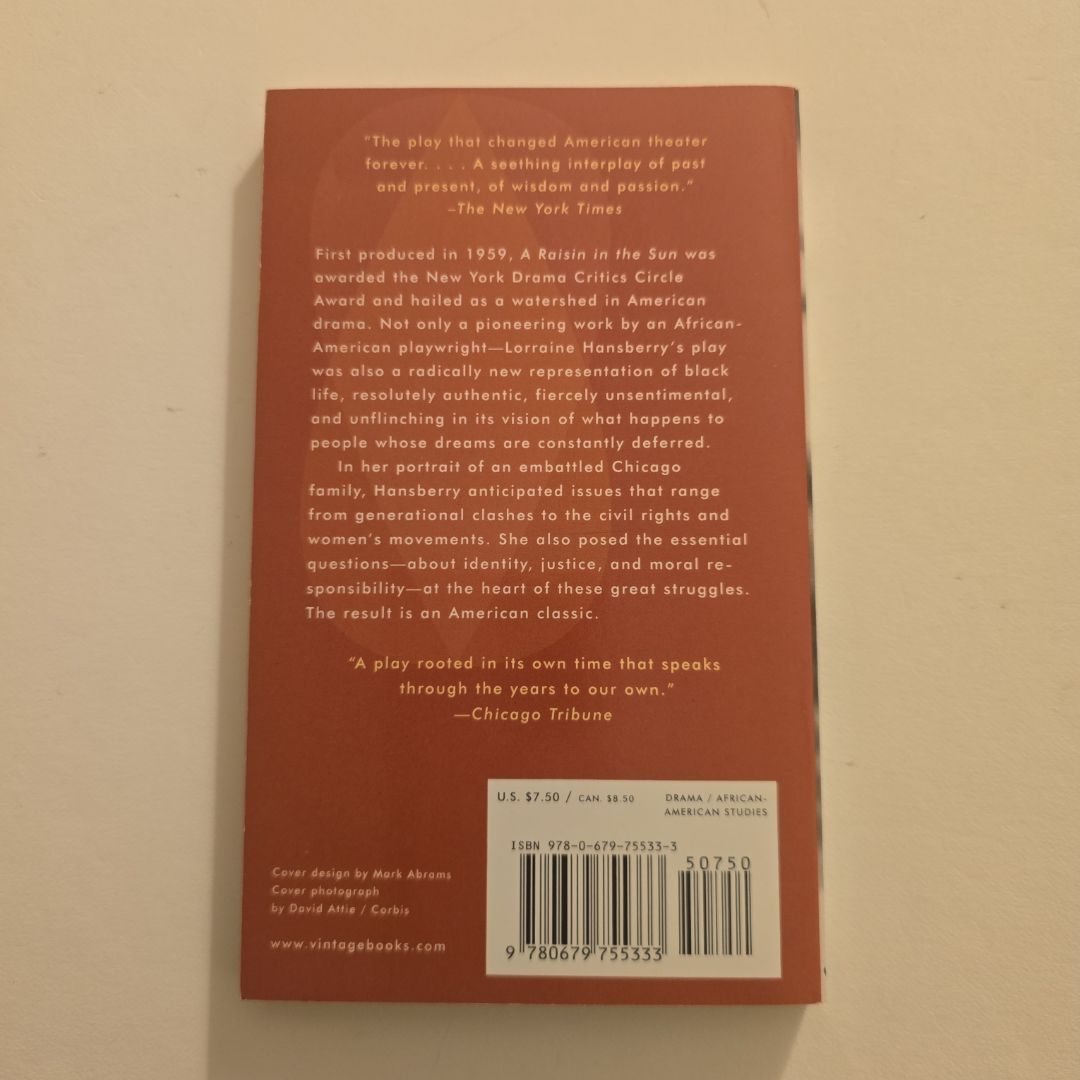 "The play that changed American theater
forever. . . . A seething interplay of past
and present, of wisdom and passion."
–The New York Times
First produced in 1959, A Raisin in the Sun was
awarded the New York Drama Critics Circle
Award and hailed as a watershed in American
drama. Not only a pioneering work by an African-
American playwright—Lorraine Hansberry's play
was also a radically new representation of black
life, resolutely authentic, fiercely unsentimental,
and unflinching in its vision of what happens to
people whose dreams are constantly deferred.
In her portrait of an embattled Chicago
family, Hansberry anticipated issues that range
from generational clashes to the civil rights and
women's movements. She also posed the essential
questions—about identity, justice, and moral re-
sponsibility—at the heart of these great struggles.
The result is an American classic.
"A play rooted in its own time that speaks
through the years to our own."
—Chicago Tribune
U.S. $7.50 / CAN. $8.50
DRAMA / AFRICAN-
AMERICAN STUDIES
ISBN 978-0-679-75533-3
50750
9 780679 755333
Cover design by Mark Abrams
Cover photograph
by David Attie / Corbis
www.vintagebooks.com